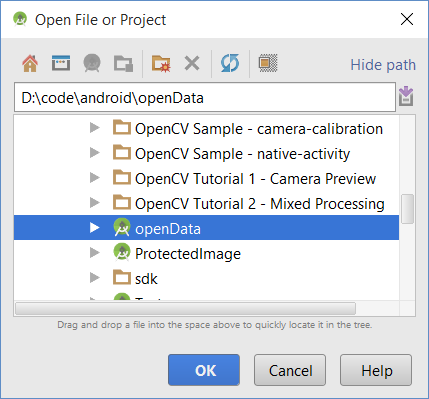 Open File or Project
Hide path
D:\code\android\openData
OpenCV Sample - camera-calibration
OpenCV Sample - native-activity
OpenCV Tutorial 1 - Camera Preview
OpenCV Tutorial 2 - Mixed Processing
openData
ProtectedImage
sdk
Drag and drop a file into the space above to quickly locate it in the tree.
OK
Cancel
Help